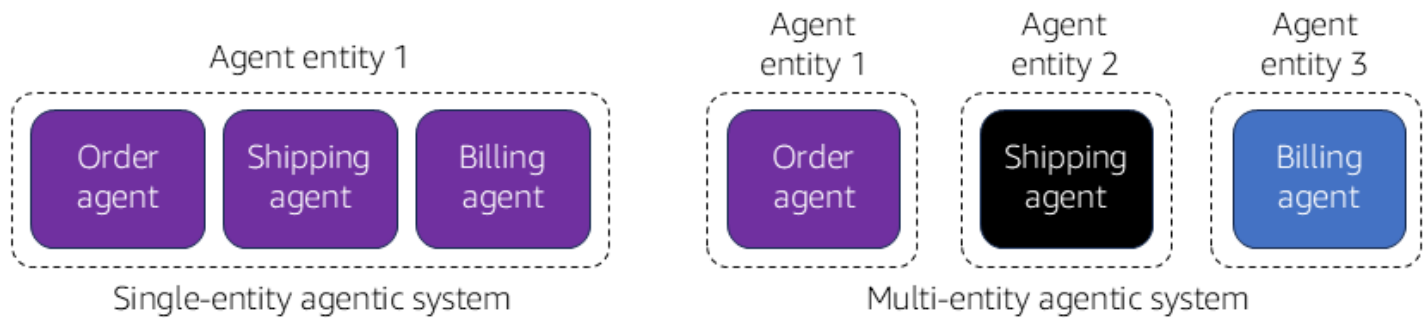 Agent entity 1
Order
agent
Shipping
agent
Billing
agent
Single-entity agentic system
Agent
entity 1
Agent
entity 2
Agent
entity 3
Order
agent
Shipping
agent
Billing
agent
Multi-entity agentic system